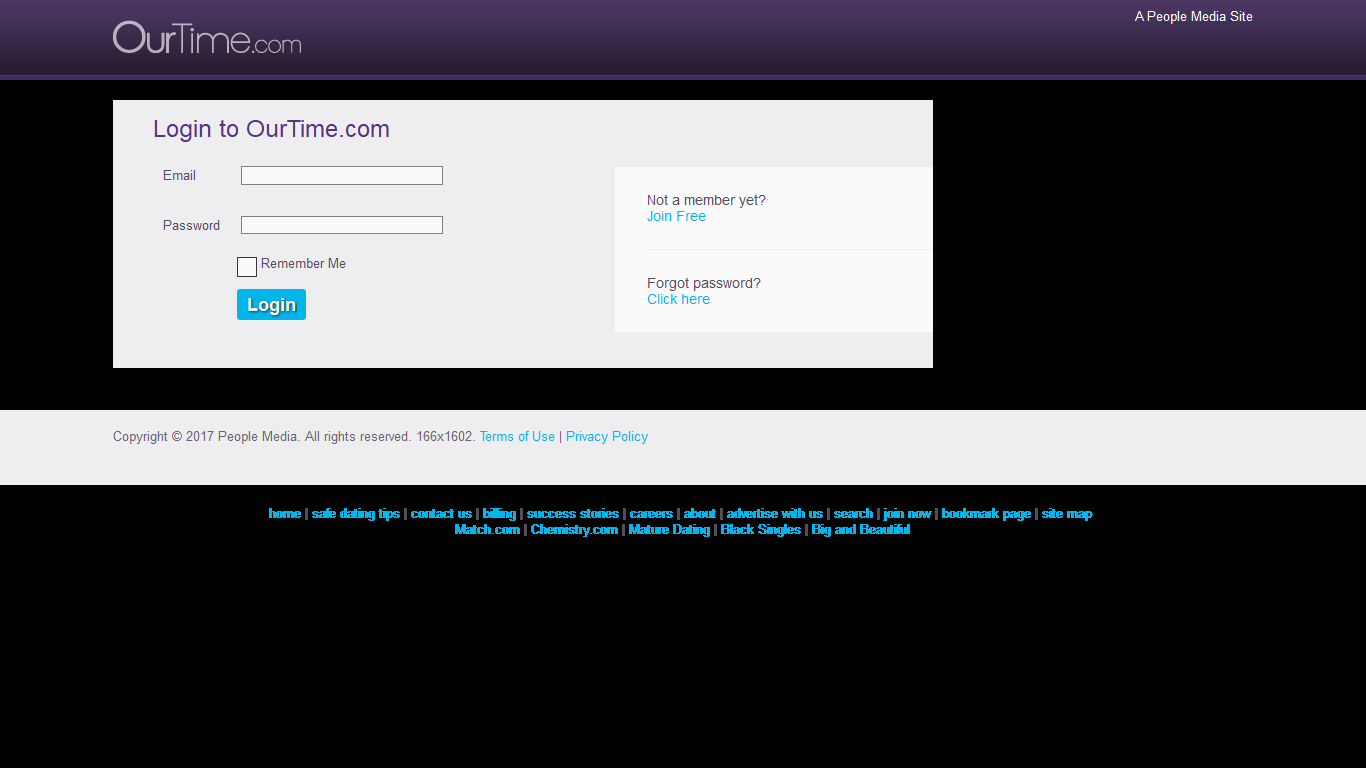 OurTime.com
A People Media Site
Login to OurTime.com
Email
Password
Remember Me
Login
Not a member yet?
Join Free
Forgot password?
Click here
Copyright © 2017 People Media. All rights reserved. 166x1602. Terms of Use | Privacy Policy
home | safe dating tips | contact us | billing | success stories | careers | about | advertise with us | search | join now | bookmark page | site map
Match.com | Chemistry.com | Mature Dating | Black Singles | Big and Beautiful